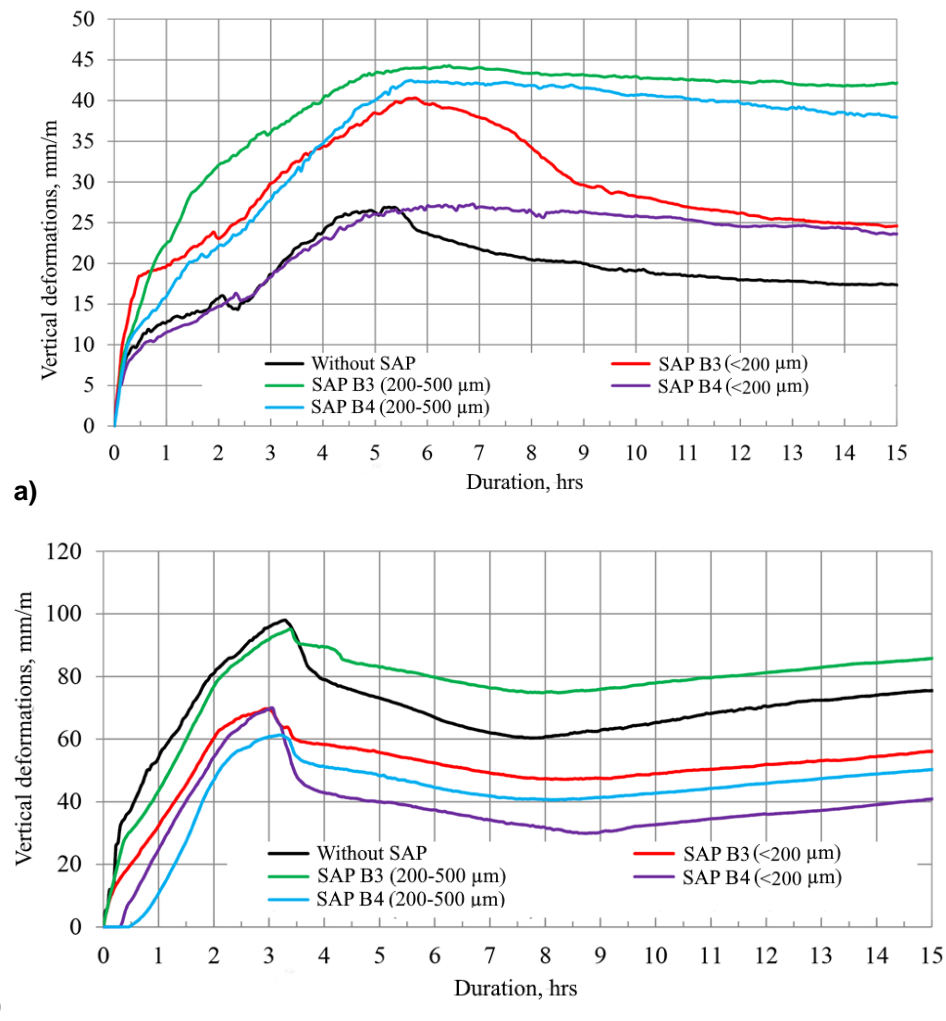 50
45
40
35
30
25
20
15
10
5
0
Vertical deformations, mm/m
Without SAP
SAP B3 (<200 µm)
SAP B3 (200-500 µm)
SAP B4 (<200 µm)
SAP B4 (200-500 µm)
0 1 2 3 4 5 6 7 8 9 10 11 12 13 14 15
Duration, hrs
a)
120
100
80
60
40
20
0
Vertical deformations, mm/m
Without SAP
SAP B3 (<200 µm)
SAP B3 (200-500 µm)
SAP B4 (<200 µm)
SAP B4 (200-500 µm)
0 1 2 3 4 5 6 7 8 9 10 11 12 13 14 15
Duration, hrs